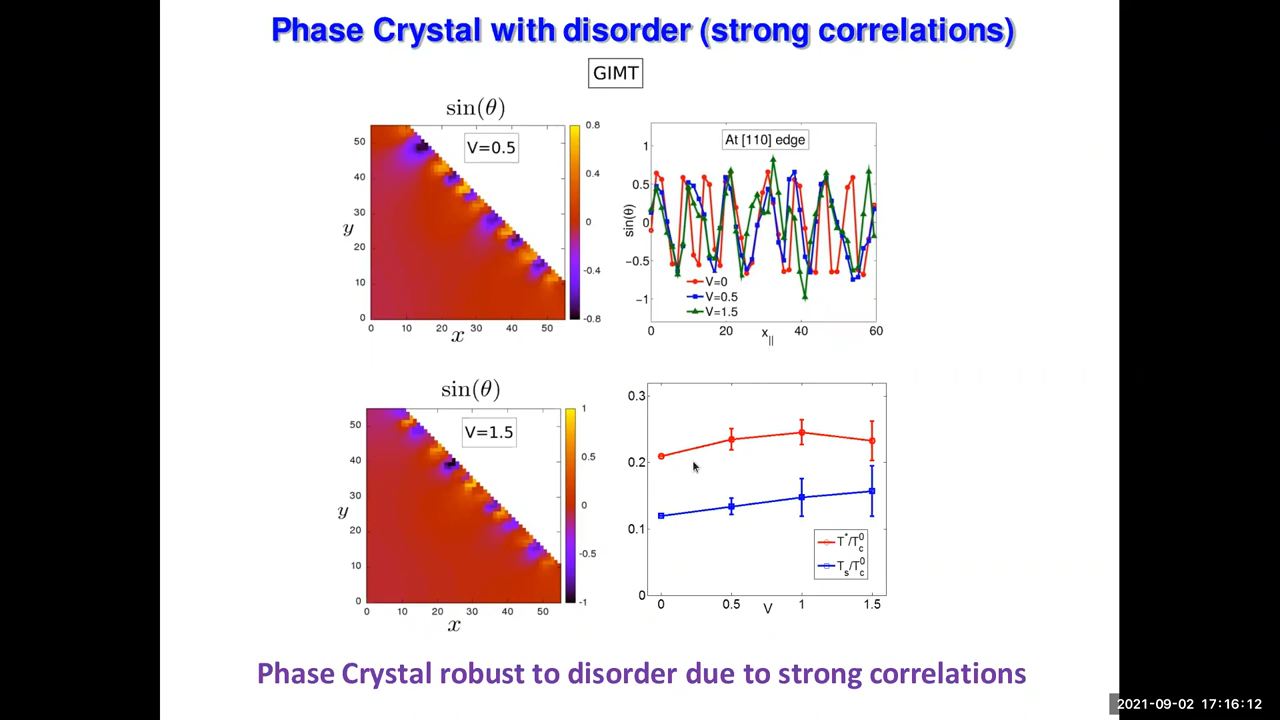 Phase Crystal with disorder (strong correlations)
GIMT
sin(θ)
V=0.5
50
40
30
20
10
0
y
0 10 20 30 40 50
x
0.8
0.4
0
-0.4
-0.8
At [110] edge
1
0.5
0
−0.5
−1
sin(θ)
V=0
V=0.5
V=1.5
0 20 40 60
x||
sin(θ)
V=1.5
50
40
30
20
10
0
y
0 10 20 30 40 50
x
1
0.5
0
-0.5
-1
0.3
0.2
0.1
0
T*/Tc0
Ts/Tc0
0 0.5 1 1.5
V
Phase Crystal robust to disorder due to strong correlations
2021-09-02 17:16:12